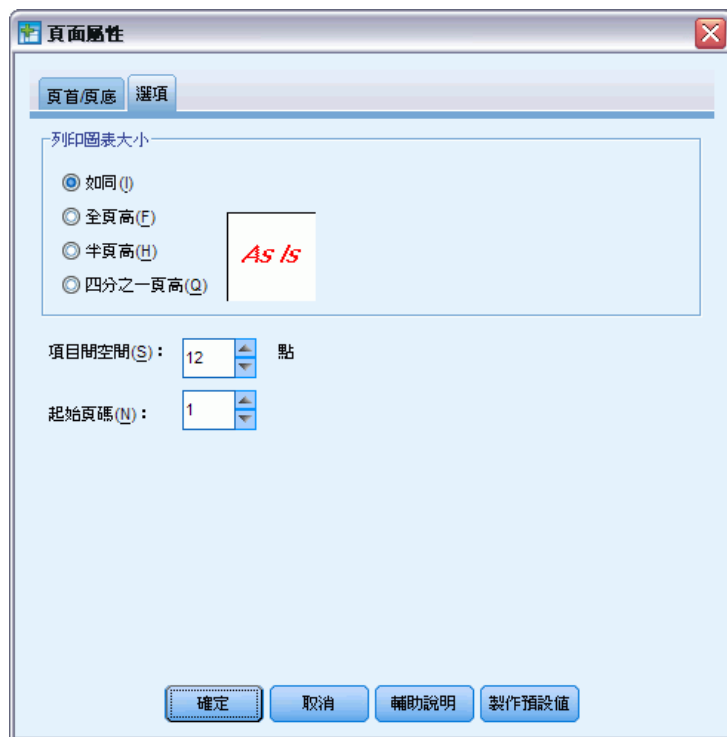 頁面屬性
頁首/頁底 選項
列印圖表大小
如同(I)
全頁高(F)
半頁高(H)
四分之一頁高(Q)
As Is
項目間空間(S)： 12 點
起始頁碼(N)： 1
確定 取消 輔助說明 製作預設值